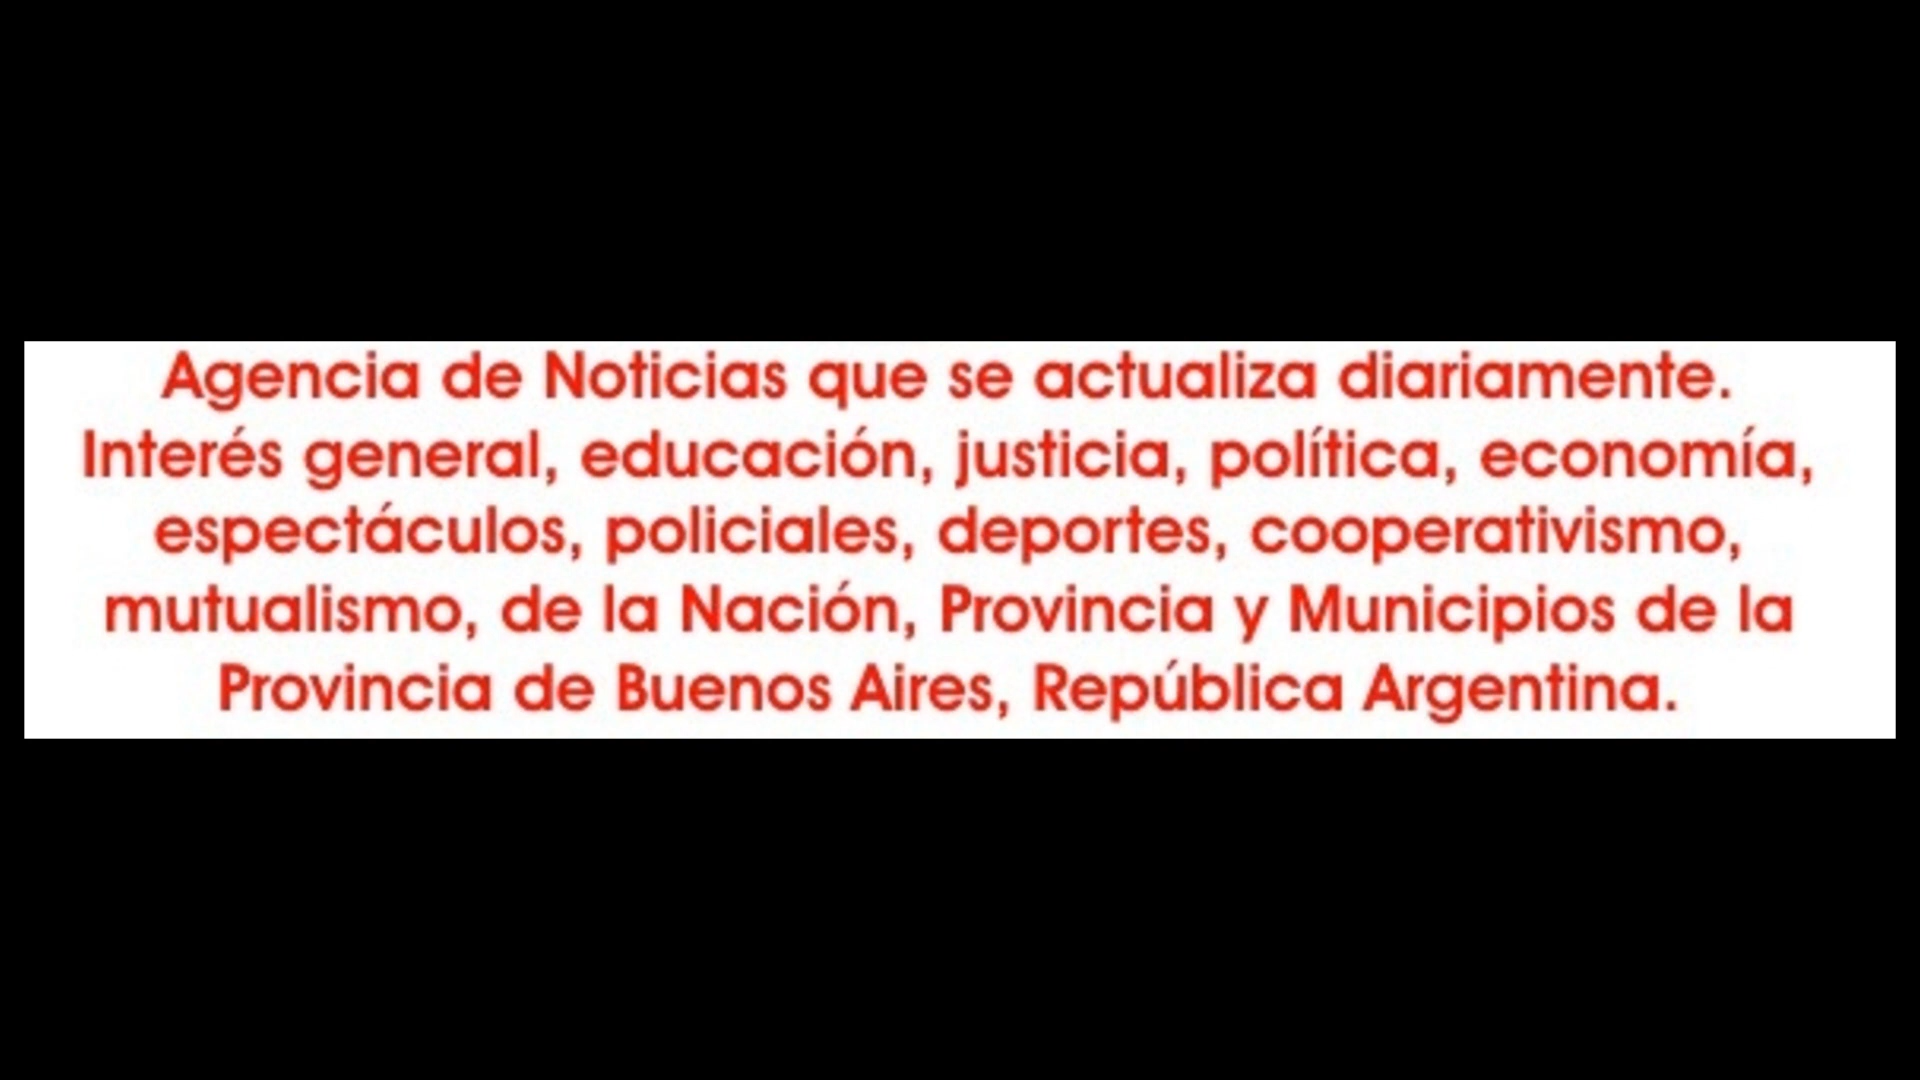 Agencia de Noticias que se actualiza diariamente.
Interés general, educación, justicia, política, economía,
espectáculos, policiales, deportes, cooperativismo,
mutualismo, de la Nación, Provincia y Municipios de la
Provincia de Buenos Aires, República Argentina.